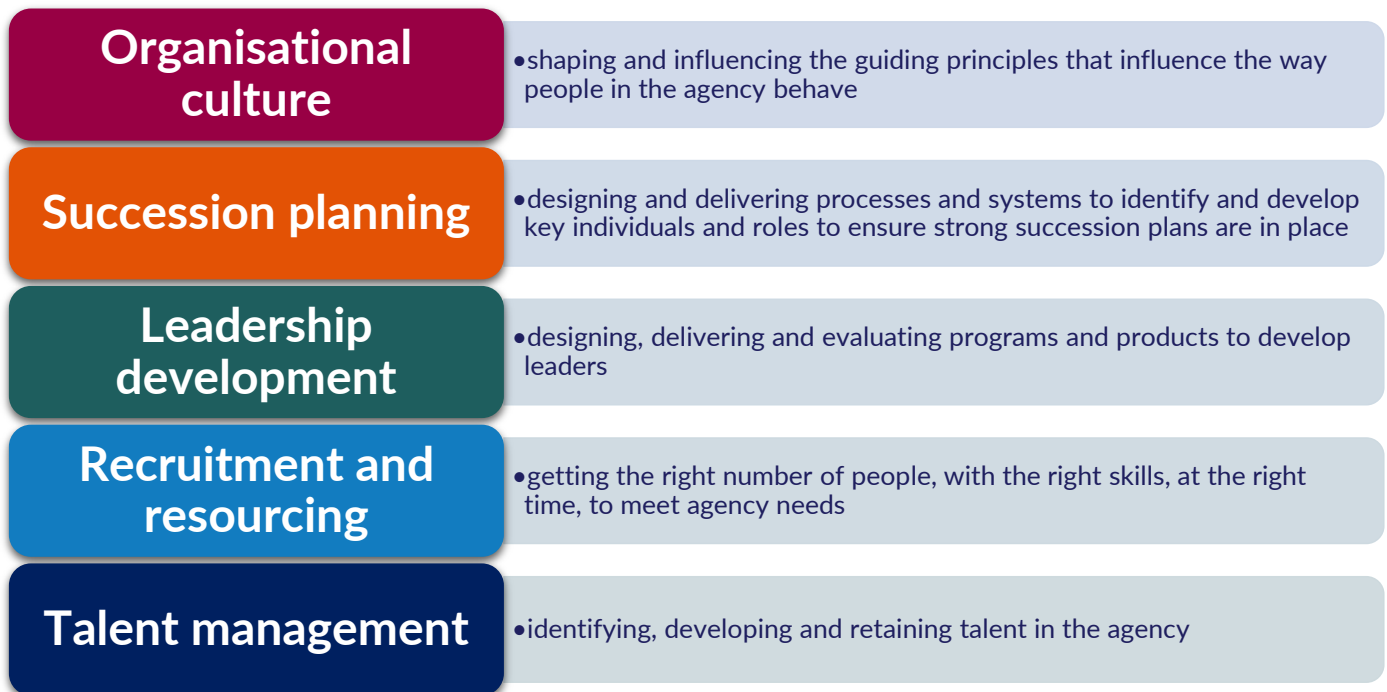 Organisational
culture
•shaping and influencing the guiding principles that influence the way
people in the agency behave
Succession planning
•designing and delivering processes and systems to identify and develop
key individuals and roles to ensure strong succession plans are in place
Leadership
development
•designing, delivering and evaluating programs and products to develop
leaders
Recruitment and
resourcing
•getting the right number of people, with the right skills, at the right
time, to meet agency needs
Talent management
•identifying, developing and retaining talent in the agency